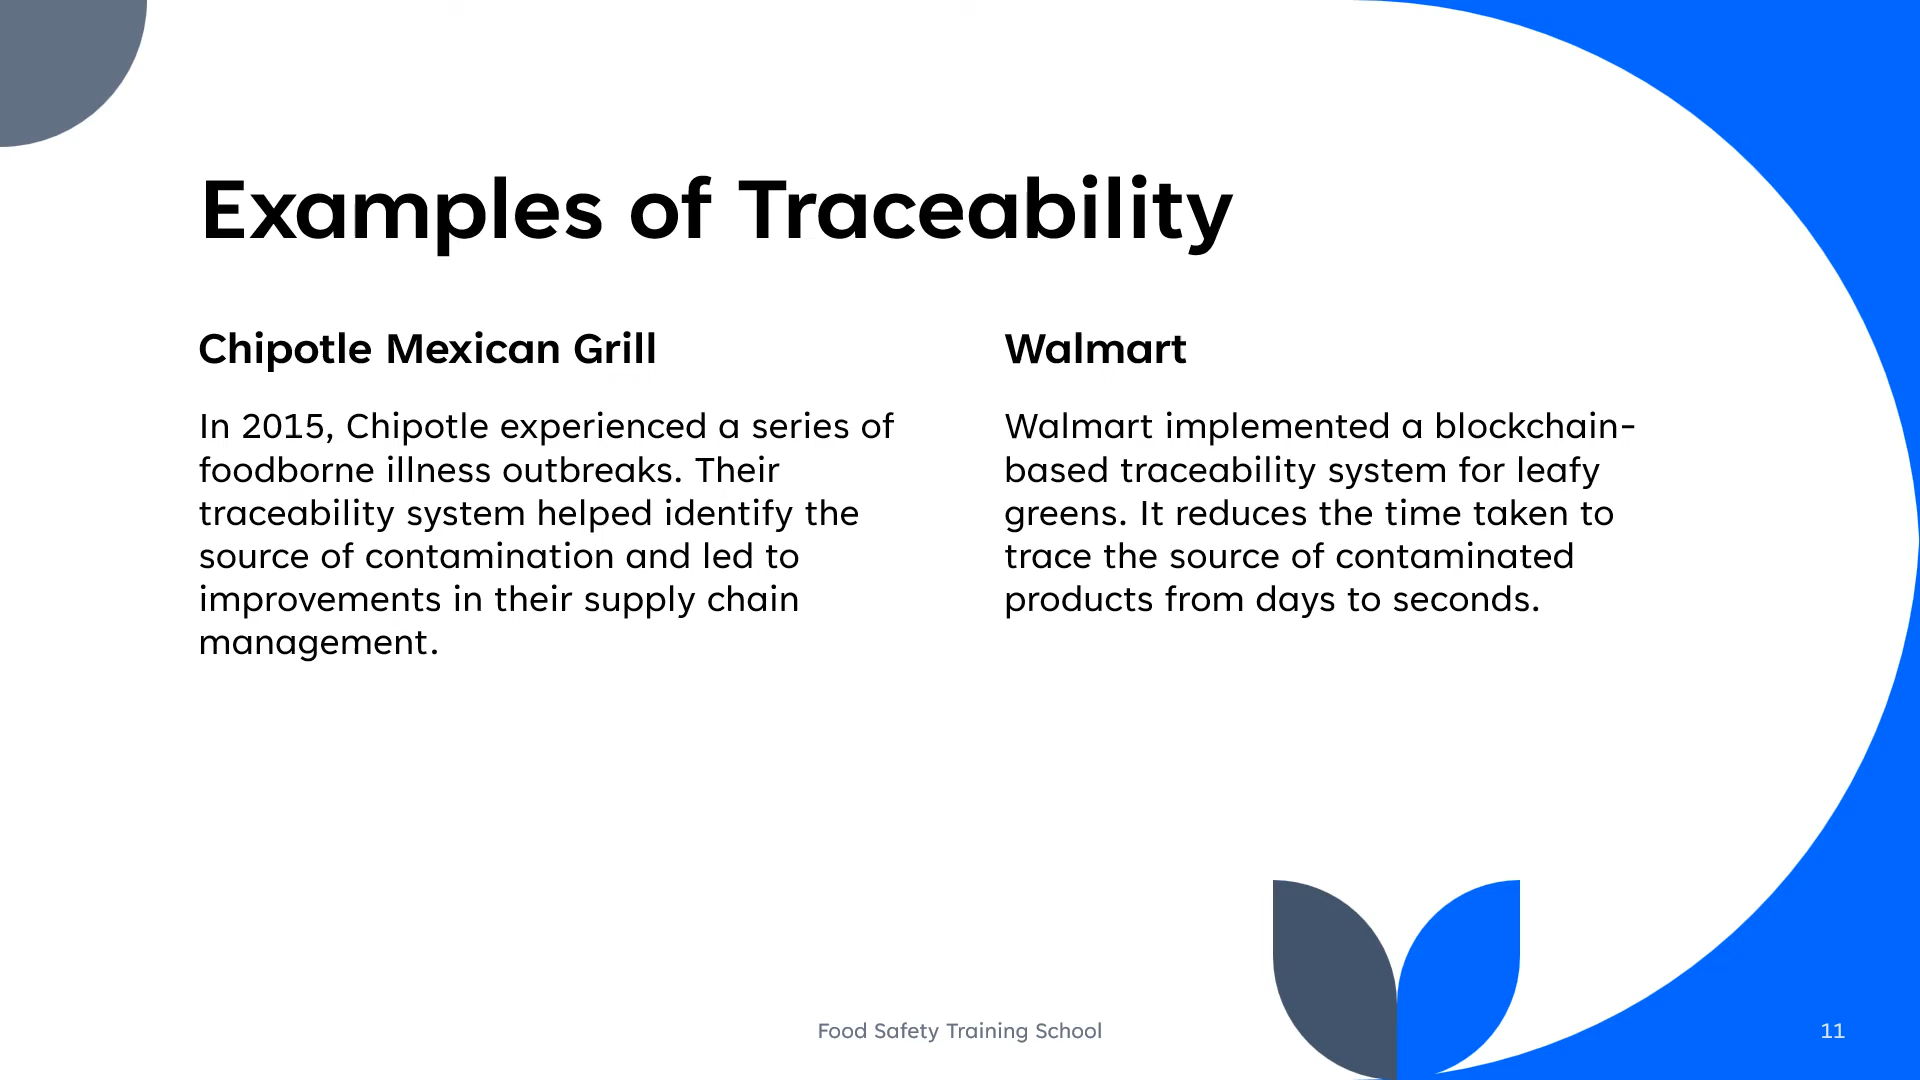 Examples of Traceability
Chipotle Mexican Grill
In 2015, Chipotle experienced a series of
foodborne illness outbreaks. Their
traceability system helped identify the
source of contamination and led to
improvements in their supply chain
management.
Walmart
Walmart implemented a blockchain-
based traceability system for leafy
greens. It reduces the time taken to
trace the source of contaminated
products from days to seconds.
Food Safety Training School
11